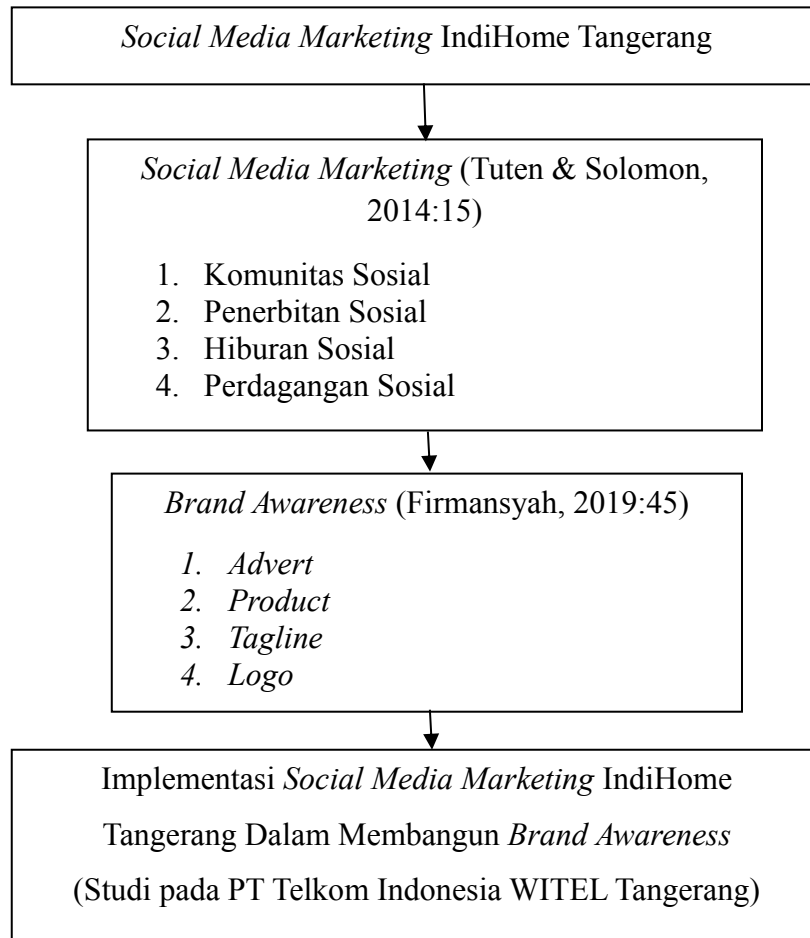 Social Media Marketing IndiHome Tangerang
Social Media Marketing (Tuten & Solomon,
2014:15)
1. Komunitas Sosial
2. Penerbitan Sosial
3. Hiburan Sosial
4. Perdagangan Sosial
Brand Awareness (Firmansyah, 2019:45)
1. Advert
2. Product
3. Tagline
4. Logo
Implementasi Social Media Marketing IndiHome
Tangerang Dalam Membangun Brand Awareness
(Studi pada PT Telkom Indonesia WITEL Tangerang)